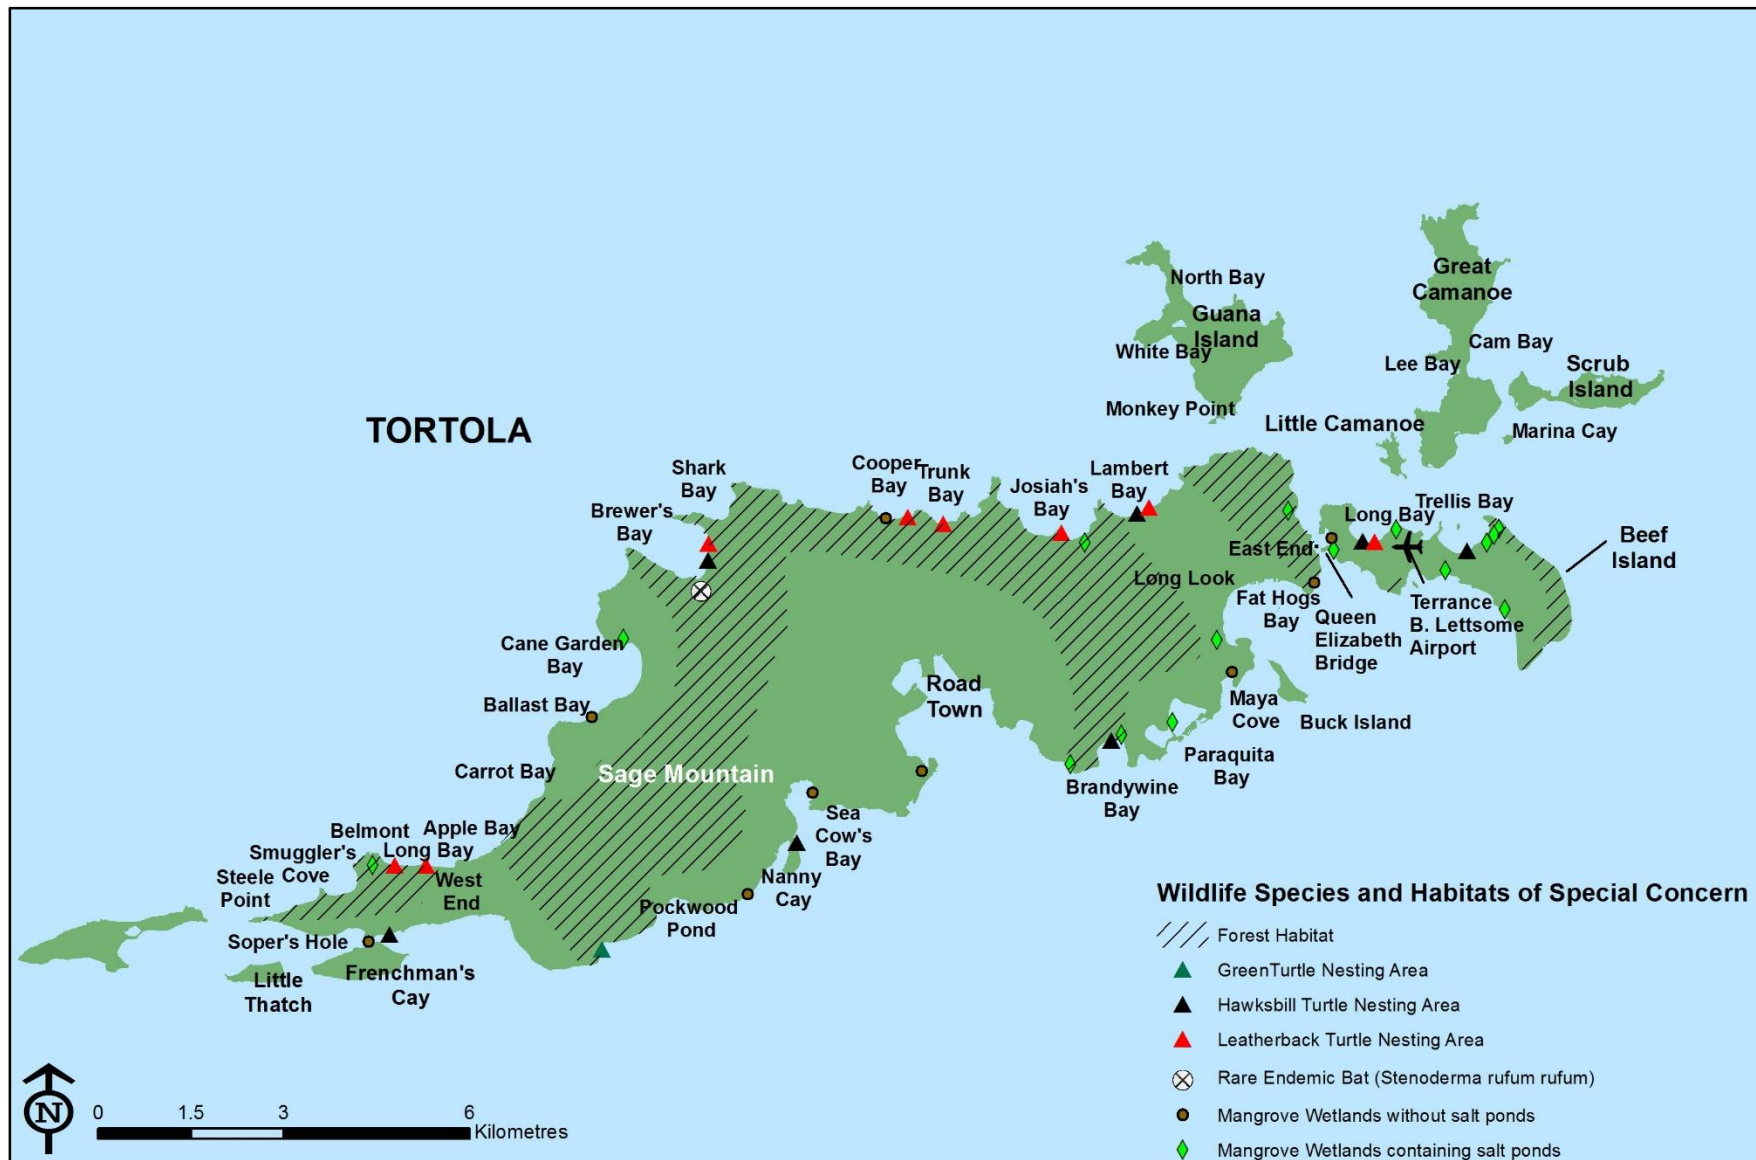 North Bay
Great
Camanoe
Guana
Island
White Bay
Cam Bay
Lee Bay
Scrub
Island
Monkey Point
Little Camanoe
Marina Cay
TORTOLA
Shark
Bay
Cooper
Bay
Trunk
Bay
Josiah's
Bay
Lambert
Bay
Brewer's
Bay
Long Bay
Trellis Bay
Beef
Island
East End
Long Look
Fat Hogs
Bay
Queen
Elizabeth
Bridge
Terrance
B. Lettsome
Airport
Cane Garden
Bay
Road
Town
Maya
Cove
Buck Island
Ballast Bay
Paraquita
Bay
Carrot Bay
Sage Mountain
Brandywine
Bay
Sea
Cow's
Bay
Belmont
Apple Bay
Long Bay
Smuggler's
Cove
Steele
Point
West
End
Nanny
Cay
Pockwood
Pond
Soper's Hole
Little
Thatch
Frenchman's
Cay
Wildlife Species and Habitats of Special Concern
Forest Habitat
GreenTurtle Nesting Area
Hawksbill Turtle Nesting Area
Leatherback Turtle Nesting Area
Rare Endemic Bat (Stenoderma rufum rufum)
Mangrove Wetlands without salt ponds
Mangrove Wetlands containing salt ponds
N
0 1.5 3 6
Kilometres